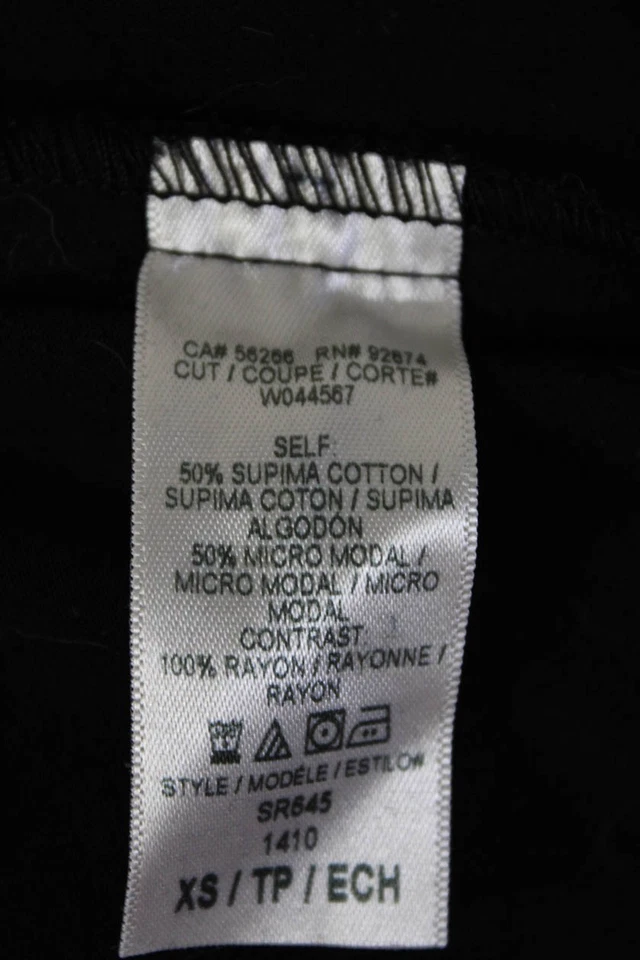 CA# 56266 RN# 92674
CUT / COUPE / CORTE#
W044567
SELF:
50% SUPIMA COTTON /
SUPIMA COTON / SUPIMA
ALGODÓN
50% MICRO MODAL /
MICRO MODAL / MICRO
MODAL
CONTRAST:
100% RAYON / RAYONNE /
RAYON
STYLE / MODÈLE / ESTILO#
SR645
1410
XS / TP / ECH